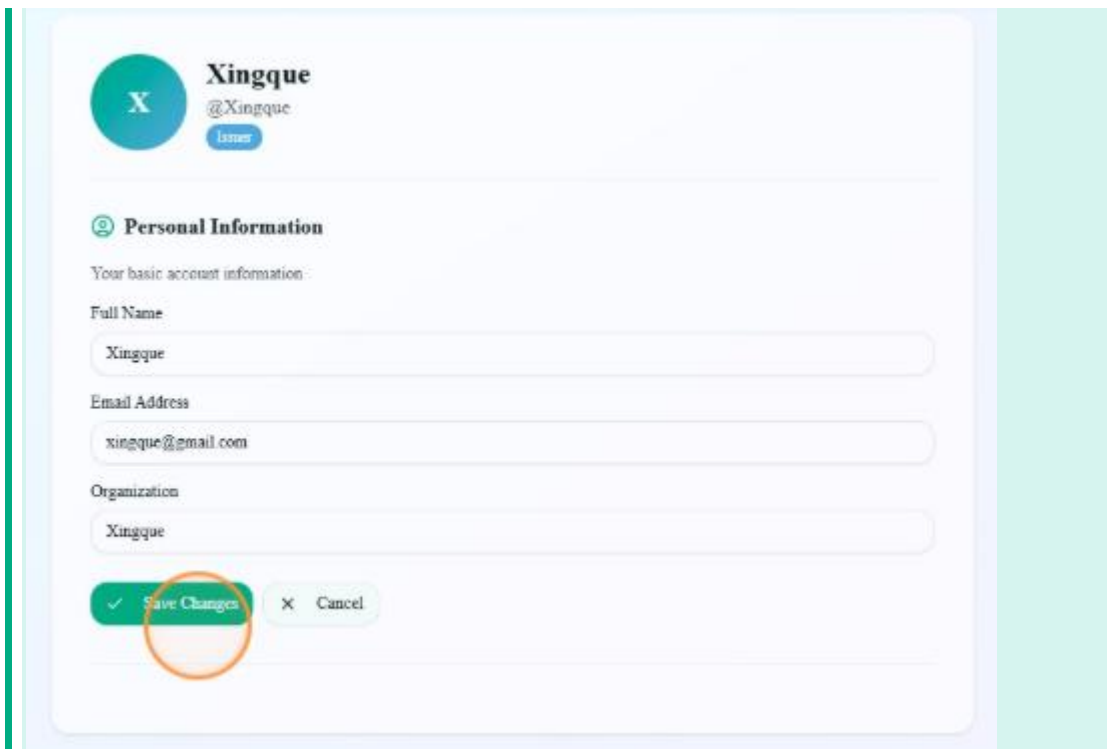 X
Xingque
@Xingque
Issuer
Personal Information
Your basic account information
Full Name
Xingque
Email Address
xingque@gmail.com
Organization
Xingque
Save Changes
Cancel